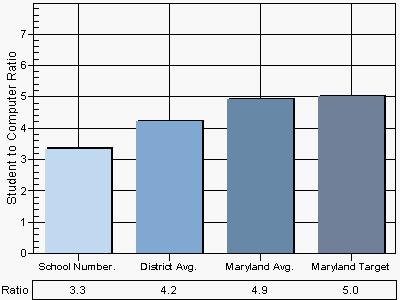 Student to Computer Ratio
7
6
5
4
3
2
1
0
School Number. District Avg. Maryland Avg. Maryland Target
Ratio 3.3 4.2 4.9 5.0